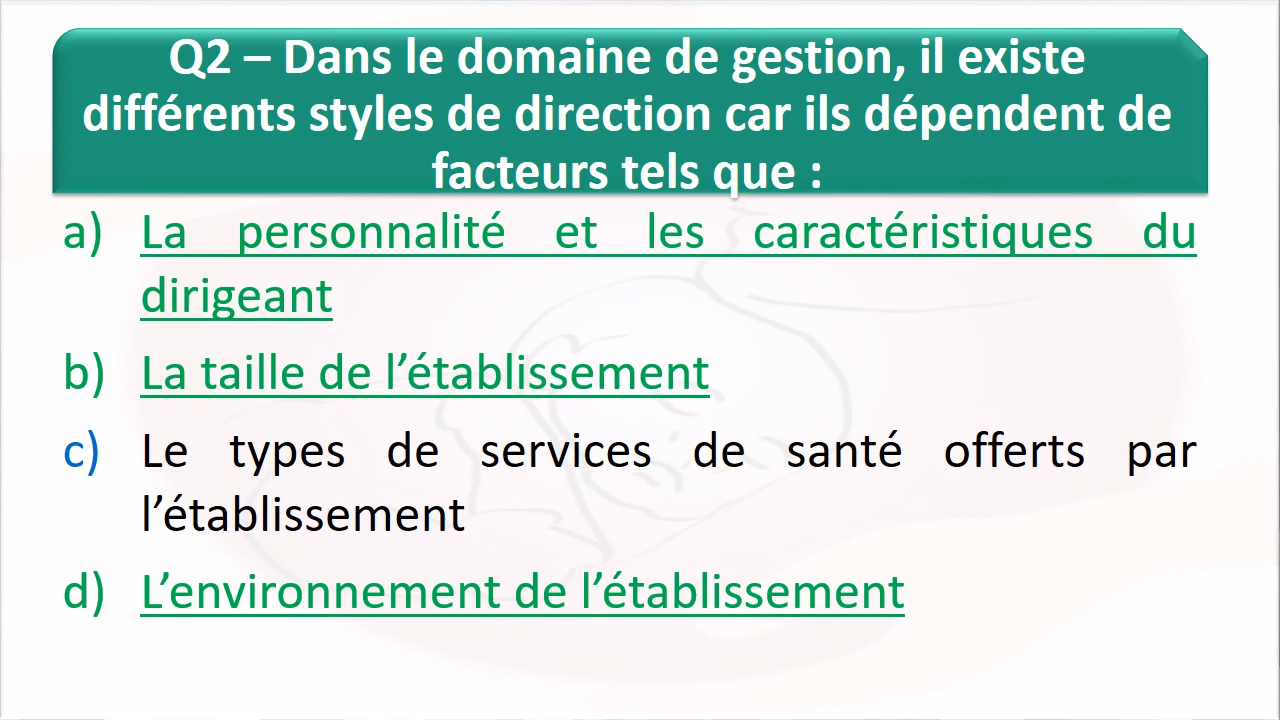 Q2 – Dans le domaine de gestion, il existe
différents styles de direction car ils dépendent de
facteurs tels que :
a) La personnalité et les caractéristiques du
dirigeant
b) La taille de l’établissement
c) Le types de services de santé offerts par
l’établissement
d) L’environnement de l’établissement